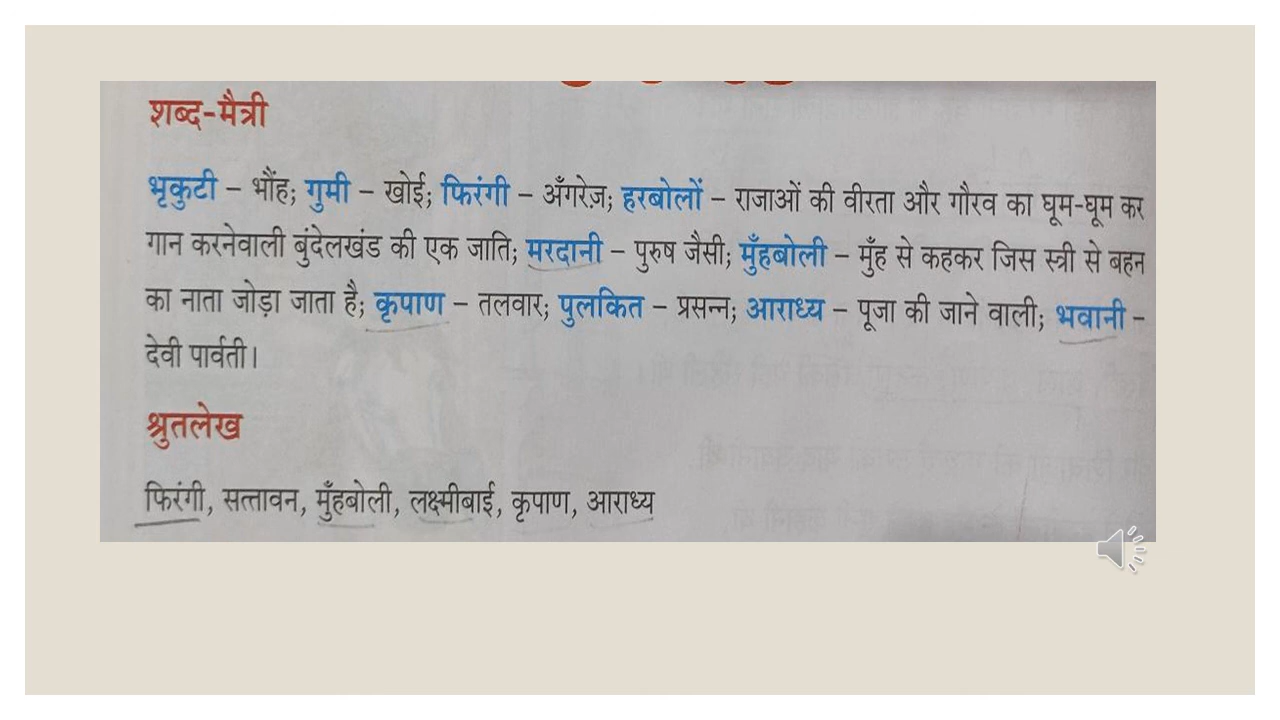 शब्द-मैत्री
भृकुटी – भौंह; गुमी – खोई; फिरंगी – अँगरेज़; हरबोलों – राजाओं की वीरता और गौरव का घूम-घूम कर
गान करनेवाली बुंदेलखंड की एक जाति; मरदानी – पुरुष जैसी; मुँहबोली – मुँह से कहकर जिस स्त्री से बहन
का नाता जोड़ा जाता है; कृपाण – तलवार; पुलकित – प्रसन्न; आराध्य – पूजा की जाने वाली; भवानी –
देवी पार्वती।
श्रुतलेख
फिरंगी, सत्तावन, मुँहबोली, लक्ष्मीबाई, कृपाण, आराध्य